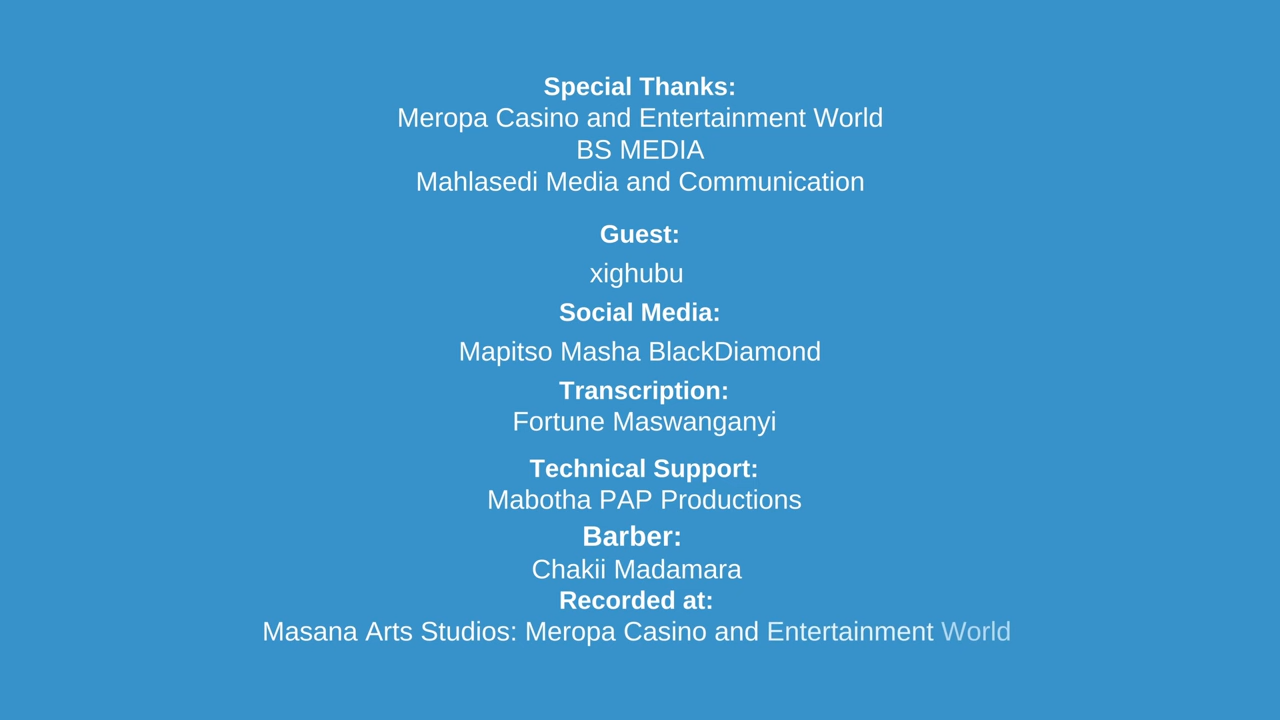 Special Thanks:
Meropa Casino and Entertainment World
BS MEDIA
Mahlasedi Media and Communication
Guest:
xighubu
Social Media:
Mapitso Masha BlackDiamond
Transcription:
Fortune Maswanganyi
Technical Support:
Mabotha PAP Productions
Barber:
Chakii Madamara
Recorded at:
Masana Arts Studios: Meropa Casino and Entertainment World